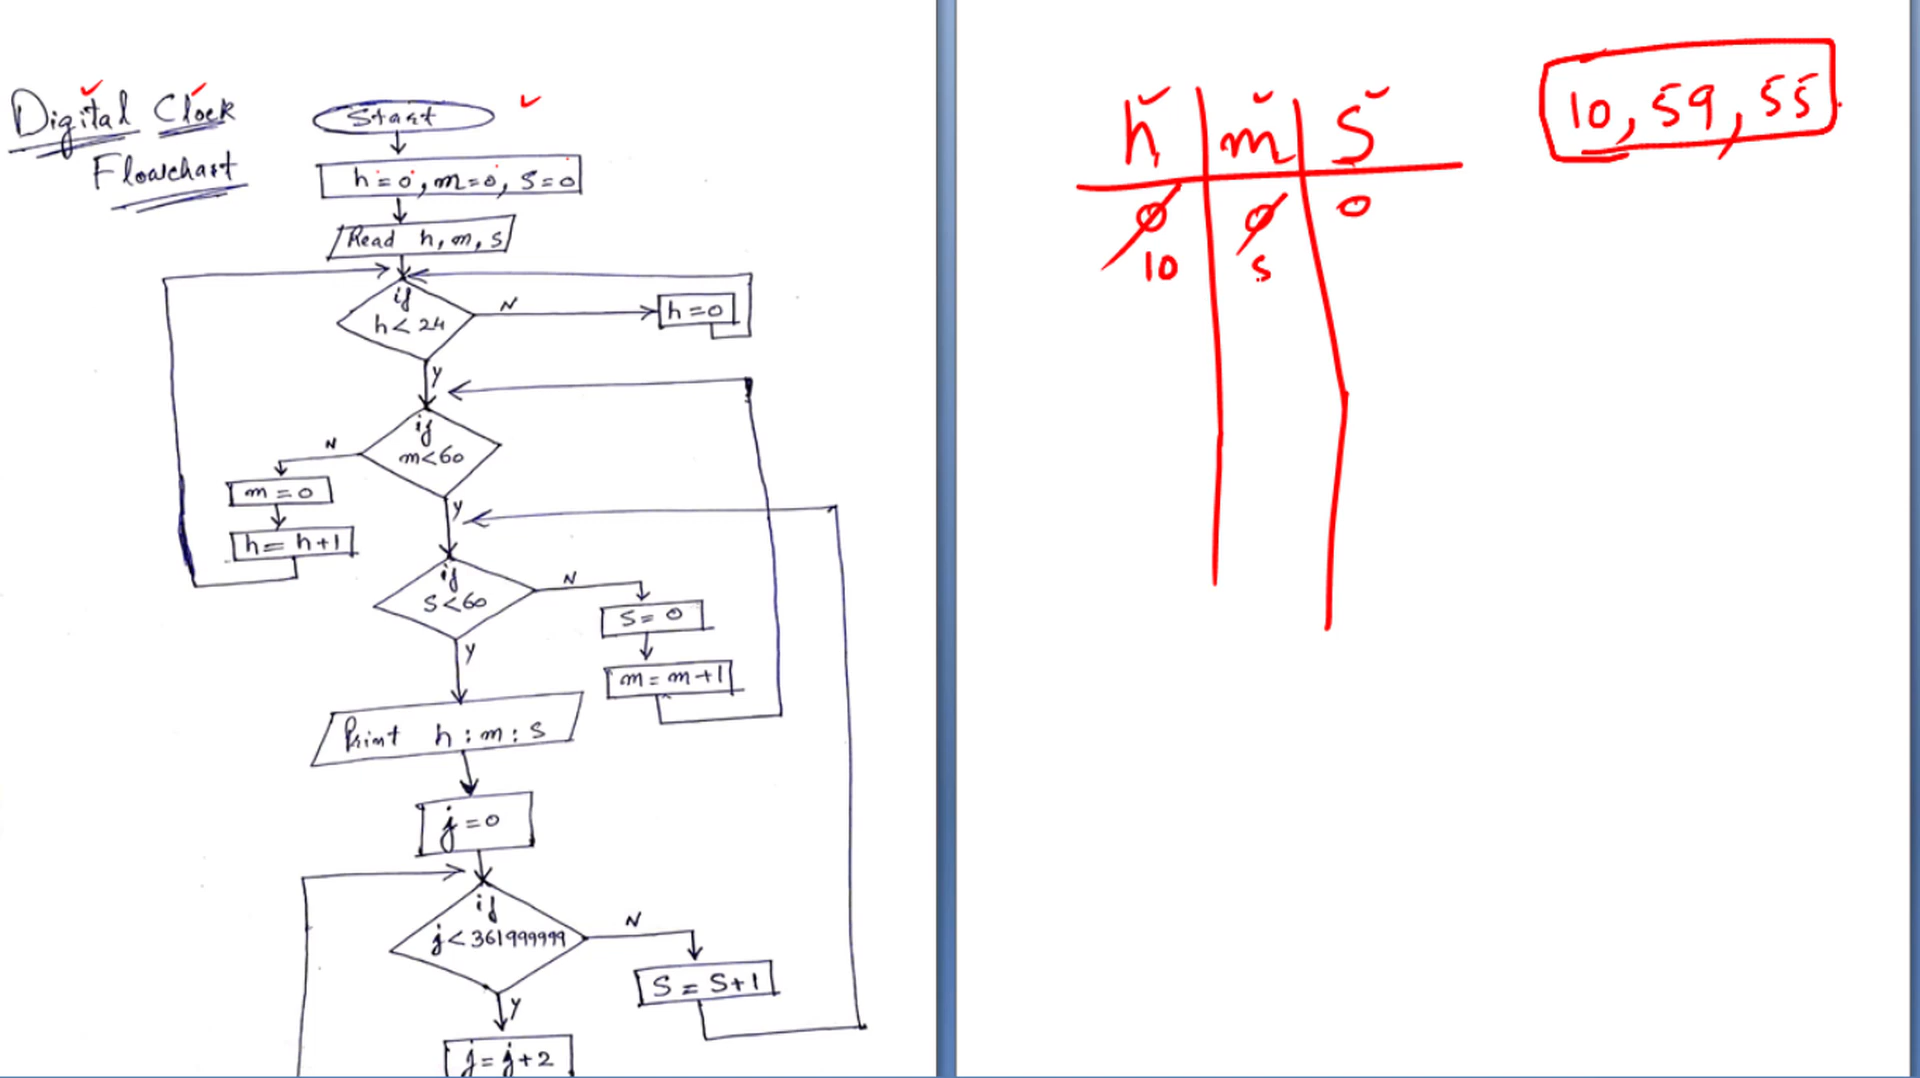 Digital Clock
Flowchart
Start
h=0, m=0, s=0
Read h, m, s
if
h < 24
N
h=0
Y
if
m<60
N
m=0
h= h+1
Y
if
s<60
N
s= 0
m= m+1
Y
Print h : m : s
j=0
if
j< 361999999
N
S = S+1
Y
j= j+2
h m S
0 0 0
10 5
10, 59, 55